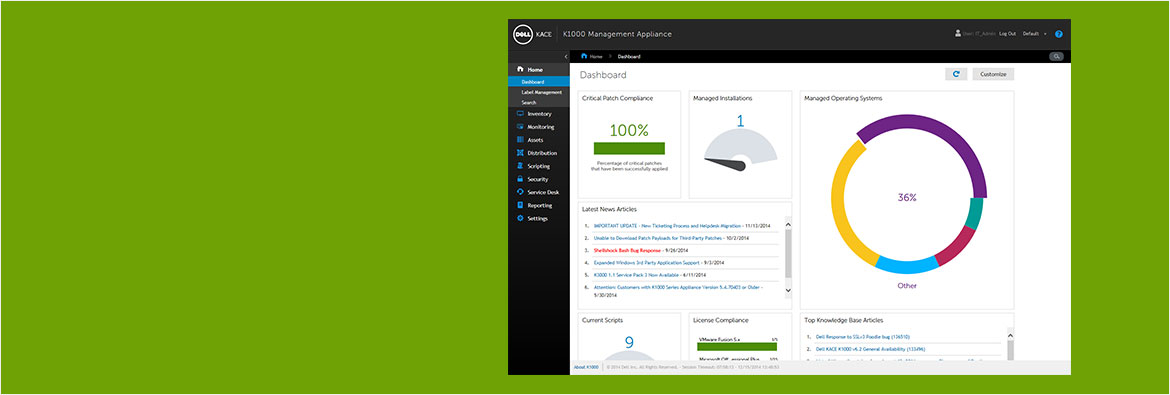 DELL KACE K1000 Management Appliance
User: IT_Admin Log Out Default ?
Home Dashboard
Home
Dashboard
Label Management
Search
Inventory
Monitoring
Assets
Distribution
Scripting
Security
Service Desk
Reporting
Settings
Dashboard
Customize
Critical Patch Compliance
100%
Percentage of critical patches
that have been successfully applied
Managed Installations
1
Managed Operating Systems
36%
Other
Latest News Articles
1. IMPORTANT UPDATE - New Ticketing Process and Helpdesk Migration - 11/13/2014
2. Unable to Download Patch Payloads for Third-Party Patches - 10/2/2014
3. Shellshock Bash Bug Response - 9/26/2014
4. Expanded Windows 3rd Party Application Support - 9/3/2014
5. K1000 1.1 Service Pack 3 Now Available - 6/11/2014
6. Attention: Customers with K1000 Series Appliance Version 5.4.70403 or Older -
5/30/2014
Current Scripts
9
License Compliance
VMware Fusion 5.x
Top Knowledge Base Articles
1. Dell Response to SSLv3 Poodle bug (136510)
2. Dell KACE K1000 v6.2 General Availability (133496)
About K1000 © 2014 Dell Inc. All Rights Reserved. - Session Timeout: